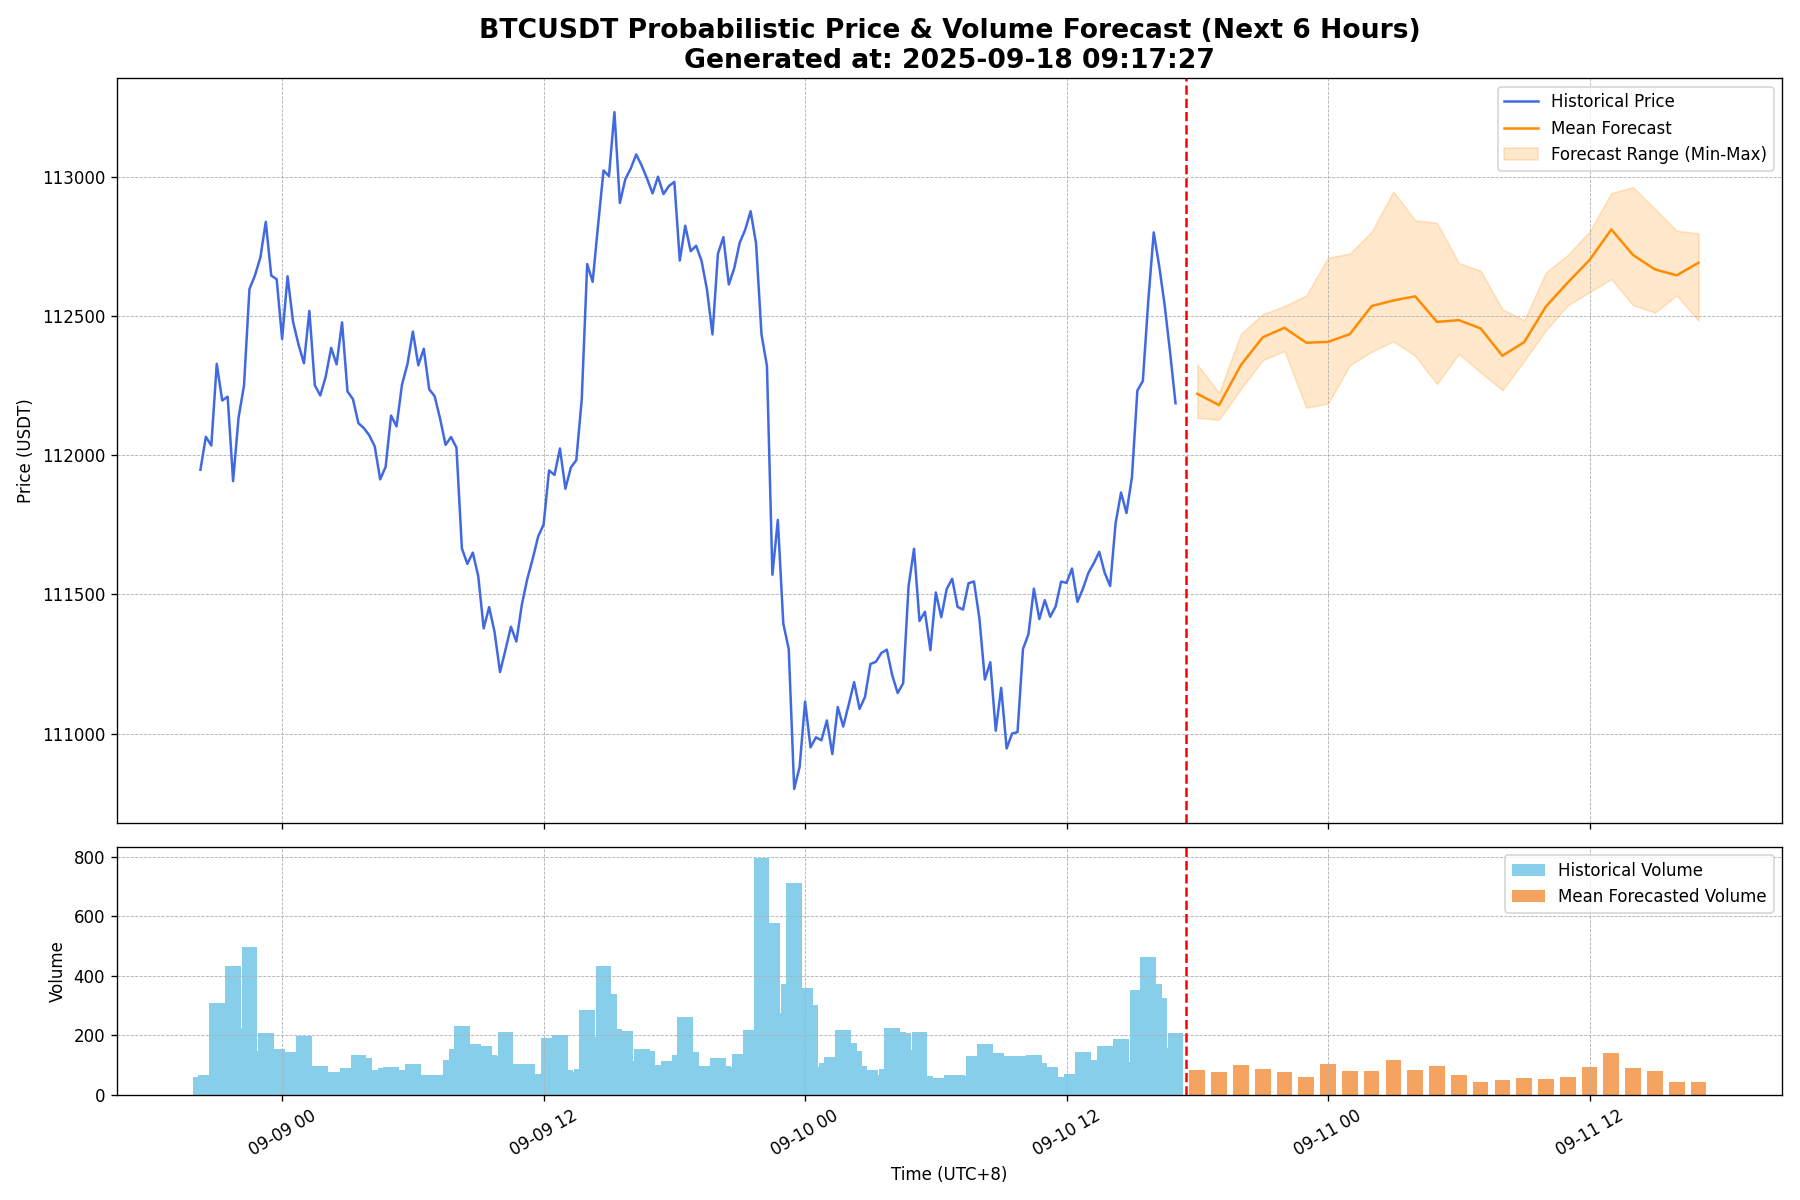 BTCUSDT Probabilistic Price & Volume Forecast (Next 6 Hours)
Generated at: 2025-09-18 09:17:27
Historical Price
Mean Forecast
Forecast Range (Min-Max)
Price (USDT)
113000
112500
112000
111500
111000
Historical Volume
Mean Forecasted Volume
Volume
800
600
400
200
0
09-09 00
09-09 12
09-10 00
09-10 12
09-11 00
09-11 12
Time (UTC+8)